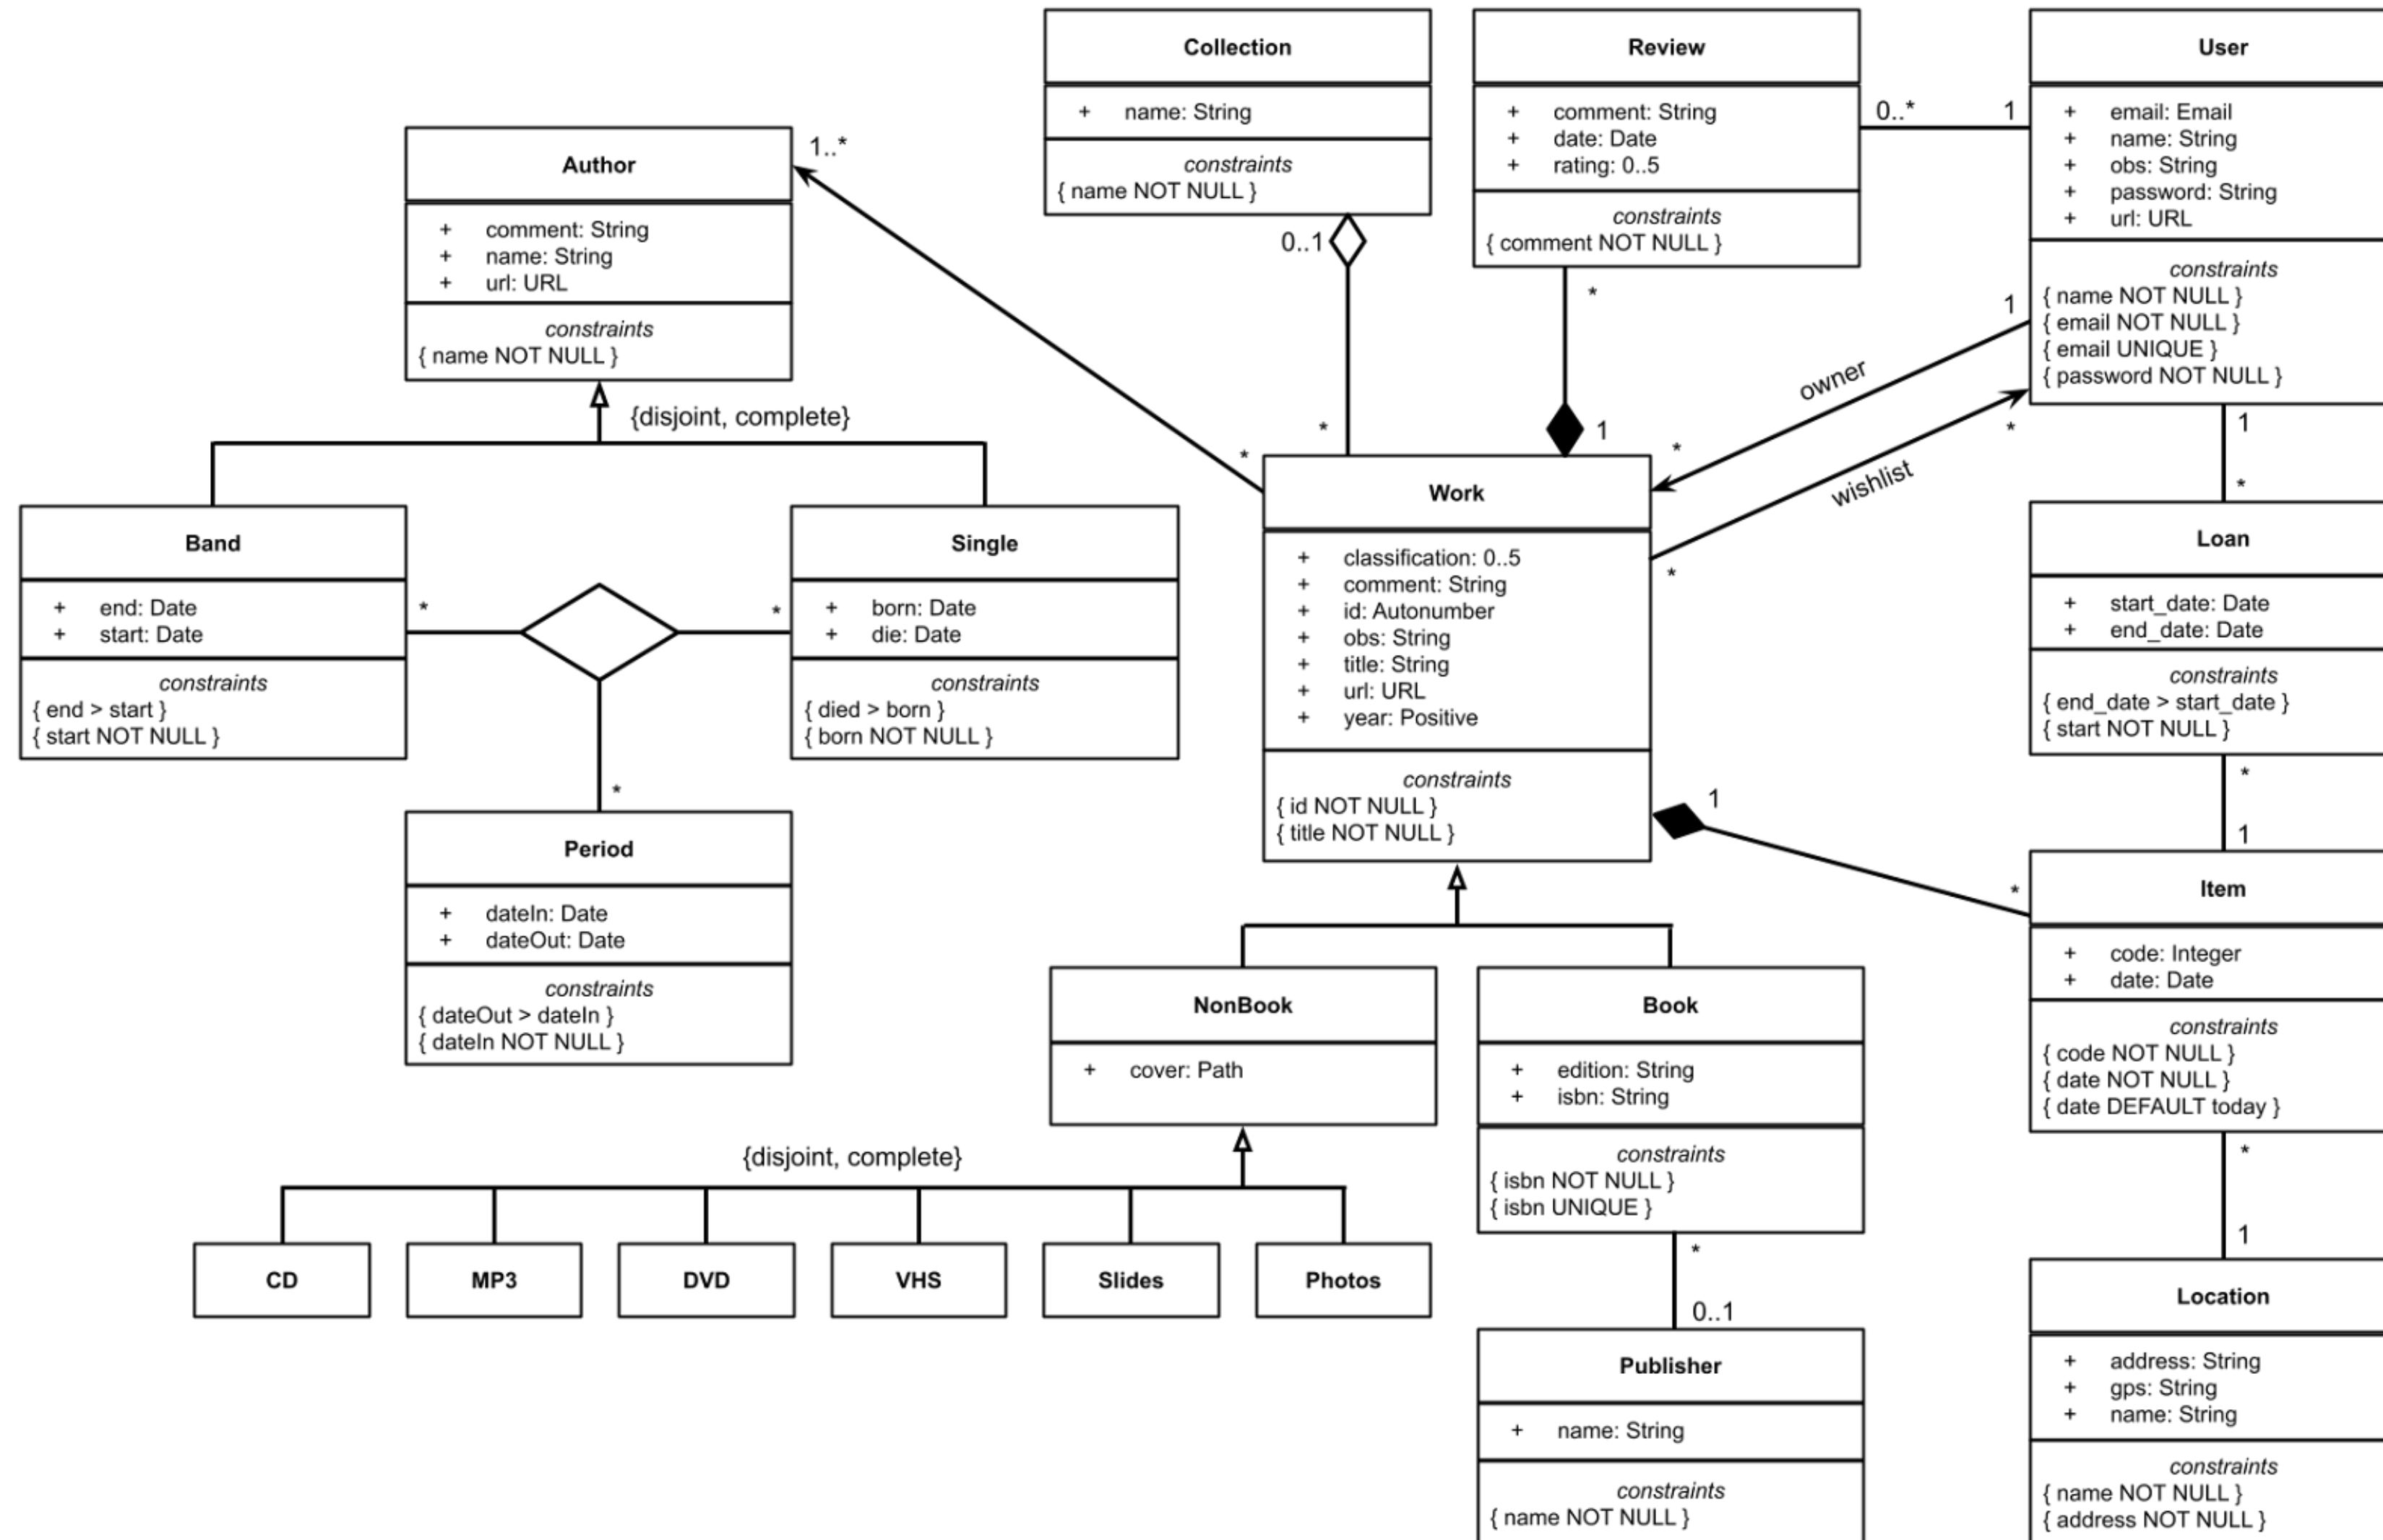 Collection
+ name: String
constraints
{ name NOT NULL }
0..1
*
Review
+ comment: String
+ date: Date
+ rating: 0..5
constraints
{ comment NOT NULL }
0..*
1
*
1
User
+ email: Email
+ name: String
+ obs: String
+ password: String
+ url: URL
constraints
{ name NOT NULL }
{ email NOT NULL }
{ email UNIQUE }
{ password NOT NULL }
1
owner
*
*
wishlist
*
1
*
Author
+ comment: String
+ name: String
+ url: URL
constraints
{ name NOT NULL }
1..*
*
{disjoint, complete}
Band
+ end: Date
+ start: Date
constraints
{ end > start }
{ start NOT NULL }
*
*
*
Single
+ born: Date
+ die: Date
constraints
{ died > born }
{ born NOT NULL }
Period
+ dateIn: Date
+ dateOut: Date
constraints
{ dateOut > dateIn }
{ dateIn NOT NULL }
Work
+ classification: 0..5
+ comment: String
+ id: Autonumber
+ obs: String
+ title: String
+ url: URL
+ year: Positive
constraints
{ id NOT NULL }
{ title NOT NULL }
1
*
Loan
+ start_date: Date
+ end_date: Date
constraints
{ end_date > start_date }
{ start NOT NULL }
*
1
Item
+ code: Integer
+ date: Date
constraints
{ code NOT NULL }
{ date NOT NULL }
{ date DEFAULT today }
*
1
NonBook
+ cover: Path
{disjoint, complete}
Book
+ edition: String
+ isbn: String
constraints
{ isbn NOT NULL }
{ isbn UNIQUE }
*
0..1
CD
MP3
DVD
VHS
Slides
Photos
Publisher
+ name: String
constraints
{ name NOT NULL }
Location
+ address: String
+ gps: String
+ name: String
constraints
{ name NOT NULL }
{ address NOT NULL }